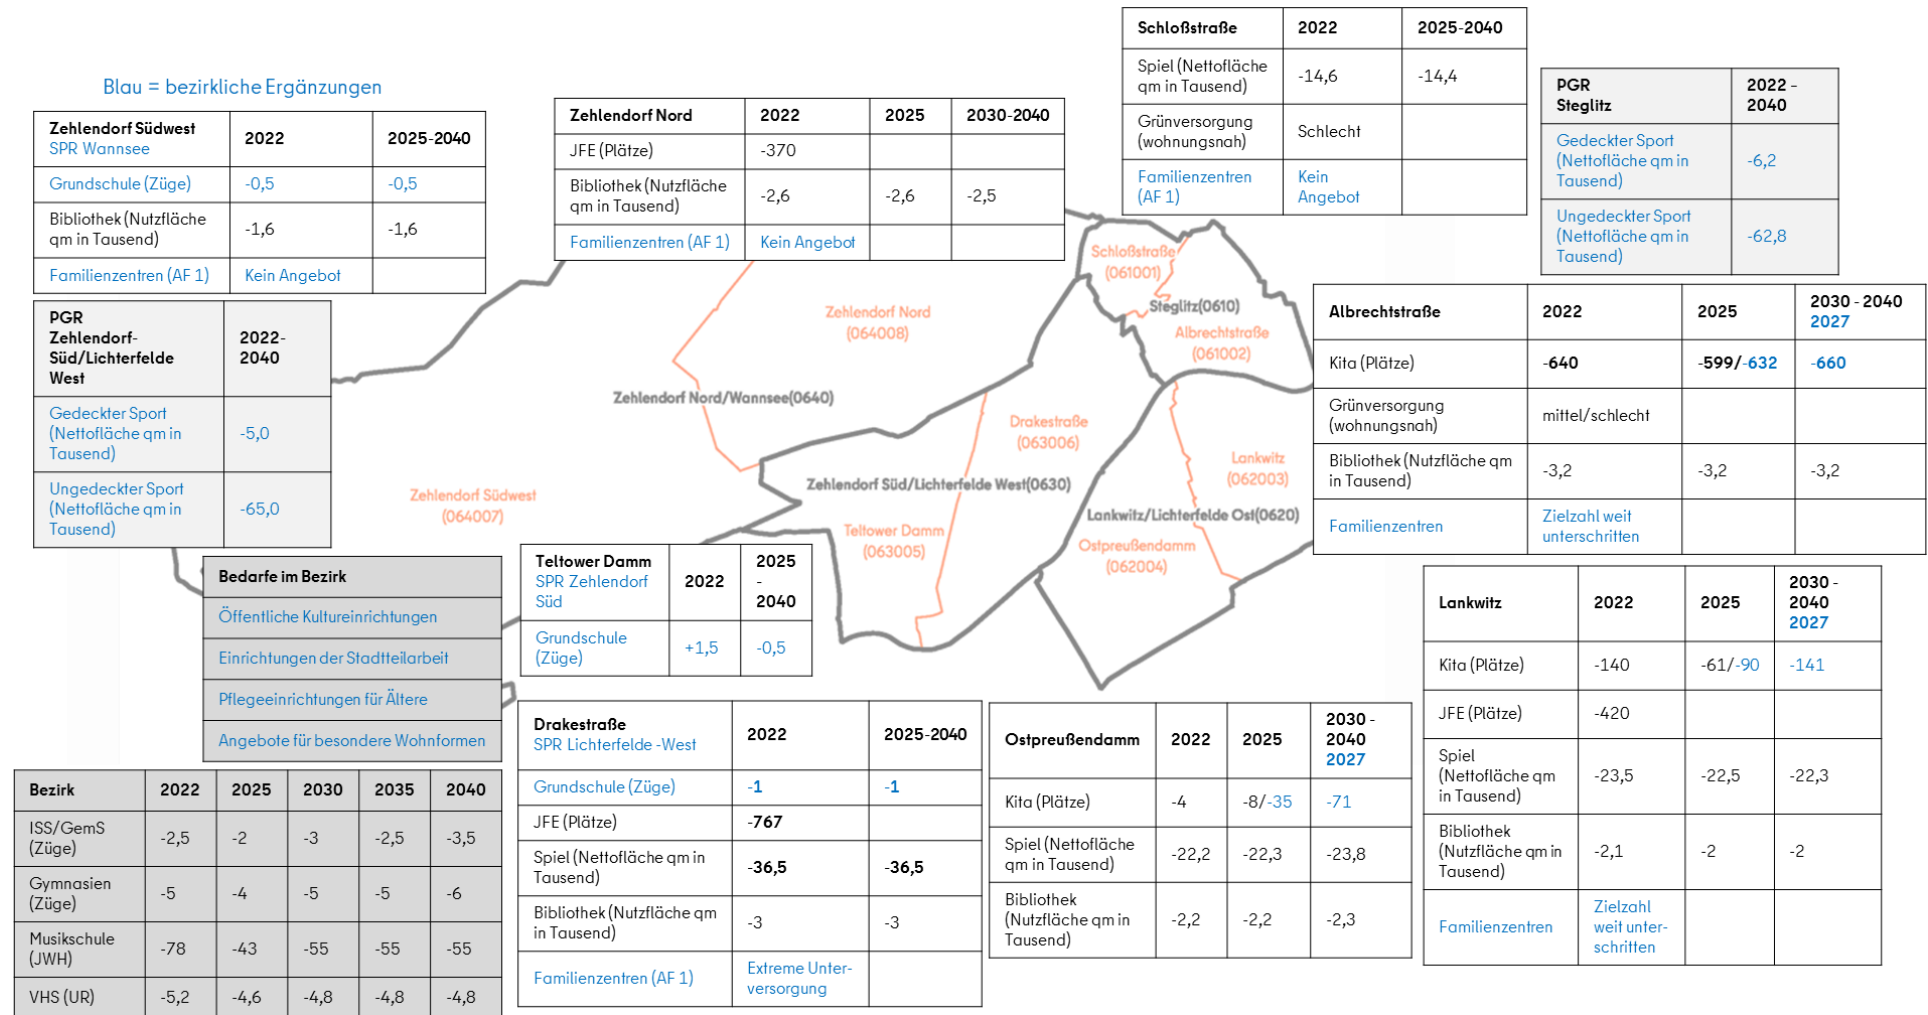 Blau = bezirkliche Ergänzungen
Zehlendorf Südwest
SPR Wannsee
2022
2025-2040
Grundschule (Züge)
-0,5
-0,5
Bibliothek (Nutzfläche
qm in Tausend)
-1,6
-1,6
Familienzentren (AF 1)
Kein Angebot
PGR
Zehlendorf-
Süd/Lichterfelde
West
2022-
2040
Gedeckter Sport
(Nettofläche qm in
Tausend)
-5,0
Ungedeckter Sport
(Nettofläche qm in
Tausend)
-65,0
Bedarfe im Bezirk
Öffentliche Kultureinrichtungen
Einrichtungen der Stadtteilarbeit
Pflegeeinrichtungen für Ältere
Angebote für besondere Wohnformen
Bezirk
2022
2025
2030
2035
2040
ISS/GemS
(Züge)
-2,5
-2
-3
-2,5
-3,5
Gymnasien
(Züge)
-5
-4
-5
-5
-6
Musikschule
(JWH)
-78
-43
-55
-55
-55
VHS (UR)
-5,2
-4,6
-4,8
-4,8
-4,8
Zehlendorf Nord
2022
2025
2030-2040
JFE (Plätze)
-370
Bibliothek (Nutzfläche
qm in Tausend)
-2,6
-2,6
-2,5
Familienzentren (AF 1)
Kein Angebot
Schloßstraße
2022
2025-2040
Spiel (Nettofläche
qm in Tausend)
-14,6
-14,4
Grünversorgung
(wohnungsnah)
Schlecht
Familienzentren
(AF 1)
Kein
Angebot
PGR
Steglitz
2022 -
2040
Gedeckter Sport
(Nettofläche qm in
Tausend)
-6,2
Ungedeckter Sport
(Nettofläche qm in
Tausend)
-62,8
Schloßstraße
(061001)
Steglitz(0610)
Albrechtstraße
(061002)
Zehlendorf Nord
(064008)
Zehlendorf Nord/Wannsee(0640)
Drakestraße
(063006)
Lankwitz
(062003)
Zehlendorf Süd/Lichterfelde West(0630)
Zehlendorf Südwest
(064007)
Lankwitz/Lichterfelde Ost(0620)
Teltower Damm
(063005)
Ostpreußendamm
(062004)
Albrechtstraße
2022
2025
2030 - 2040
2027
Kita (Plätze)
-640
-599/-632
-660
Grünversorgung
(wohnungsnah)
mittel/schlecht
Bibliothek (Nutzfläche qm
in Tausend)
-3,2
-3,2
-3,2
Familienzentren
Zielzahl weit
unterschritten
Teltower Damm
SPR Zehlendorf
Süd
2022
2025
-
2040
Grundschule
(Züge)
+1,5
-0,5
Drakestraße
SPR Lichterfelde -West
2022
2025-2040
Grundschule (Züge)
-1
-1
JFE (Plätze)
-767
Spiel (Nettofläche qm in
Tausend)
-36,5
-36,5
Bibliothek (Nutzfläche qm
in Tausend)
-3
-3
Familienzentren (AF 1)
Extreme Unter-
versorgung
Ostpreußendamm
2022
2025
2030 -
2040
2027
Kita (Plätze)
-4
-8/-35
-71
Spiel (Nettofläche
qm in Tausend)
-22,2
-22,3
-23,8
Bibliothek
(Nutzfläche qm in
Tausend)
-2,2
-2,2
-2,3
Lankwitz
2022
2025
2030 -
2040
2027
Kita (Plätze)
-140
-61/-90
-141
JFE (Plätze)
-420
Spiel
(Nettofläche qm
in Tausend)
-23,5
-22,5
-22,3
Bibliothek
(Nutzfläche qm in
Tausend)
-2,1
-2
-2
Familienzentren
Zielzahl
weit unter-
schritten